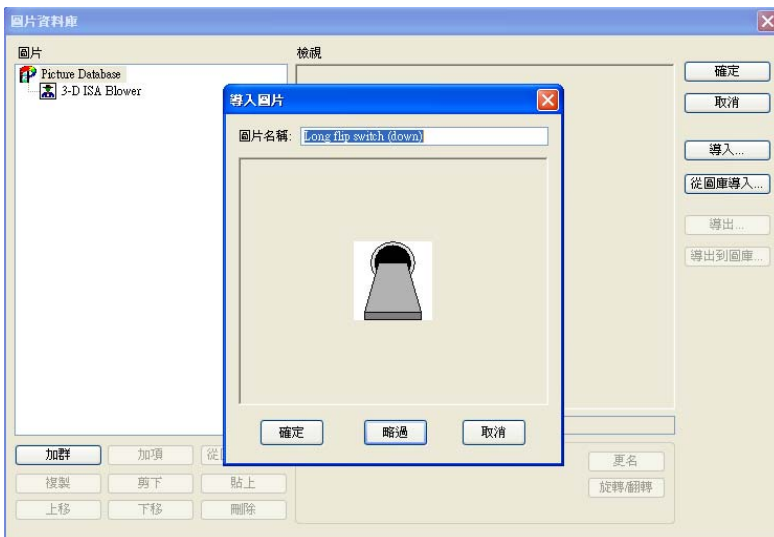 圖片資料庫
圖片
檢視
Picture Database
3-D ISA Blower
確定
取消
導入...
從圖庫導入...
導出...
導出到圖庫...
導入圖片
圖片名稱:
Long flip switch (down)
確定
略過
取消
加群
加項
從
更名
複製
剪下
貼上
旋轉/翻轉
上移
下移
刪除